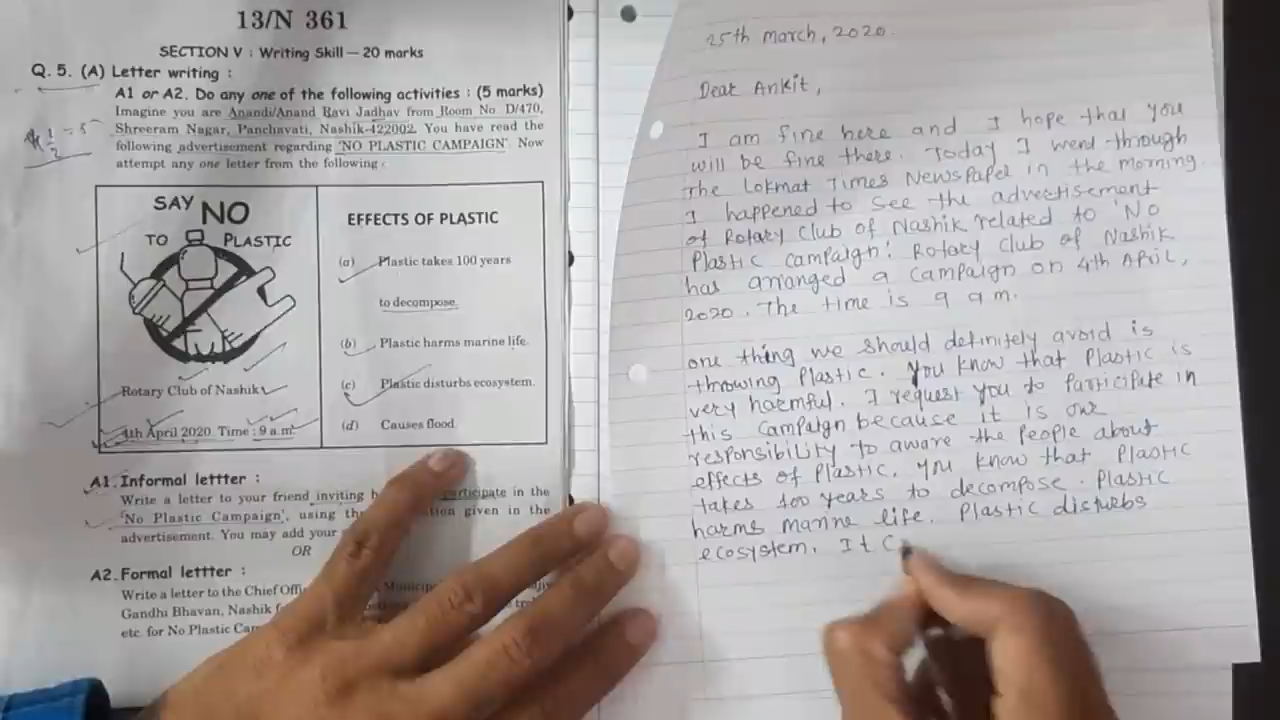 13/N 361
SECTION V : Writing Skill — 20 marks
Q. 5. (A) Letter writing :
A1 or A2. Do any one of the following activities : (5 marks)
Imagine you are Anandi/Anand Ravi Jadhav from Room No. D/470,
Shreeram Nagar, Panchavati, Nashik-422002. You have read the
following advertisement regarding 'NO PLASTIC CAMPAIGN'. Now
attempt any one letter from the following :
SAY NO
TO PLASTIC
Rotary Club of Nashik
4th April 2020. Time : 9 a.m.
EFFECTS OF PLASTIC
(a) Plastic takes 100 years
to decompose.
(b) Plastic harms marine life.
(c) Plastic disturbs ecosystem.
(d) Causes flood.
A1. Informal lettter :
Write a letter to your friend inviting participate in the
'No Plastic Campaign', using given in the
advertisement. You may add your
OR
A2. Formal lettter :
Write a letter to the Chief
Gandhi Bhavan, Nashik
etc. for No Plastic
25th March, 2020.
Dear Ankit,
I am fine here and I hope that you
will be fine there. Today I went through
The Lokmat Times Newspaper in the morning.
I happened to see the advertisement
of Rotary Club of Nashik related to 'No
Plastic Campaign'. Rotary Club of Nashik
has arranged a campaign on 4th April,
2020. The time is 9 a m.
one thing we should definitely avoid is
throwing Plastic. You know that Plastic is
very harmful. I request you to Participate in
this campaign because it is our
responsibility to aware the People about
effects of Plastic. You know that Plastic
takes 100 years to decompose. Plastic
harms marine life. Plastic disturbs
ecosystem. It c